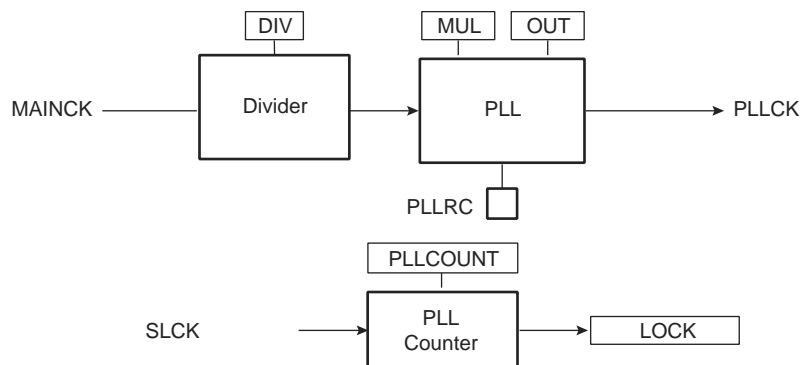 DIV
MUL
OUT
MAINCK
Divider
PLL
PLLCK
PLLRC
PLLCOUNT
SLCK
PLL
Counter
LOCK